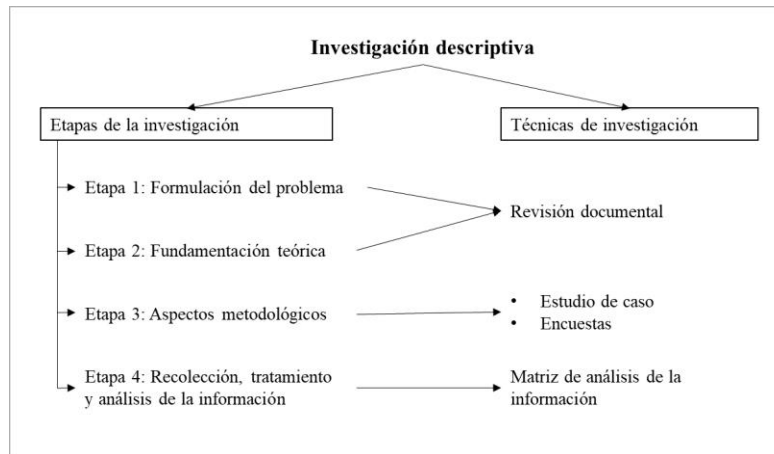 Investigación descriptiva
Etapas de la investigación
Técnicas de investigación
Etapa 1: Formulación del problema
Revisión documental
Etapa 2: Fundamentación teórica
Etapa 3: Aspectos metodológicos
• Estudio de caso
• Encuestas
Etapa 4: Recolección, tratamiento
y análisis de la información
Matriz de análisis de la
información